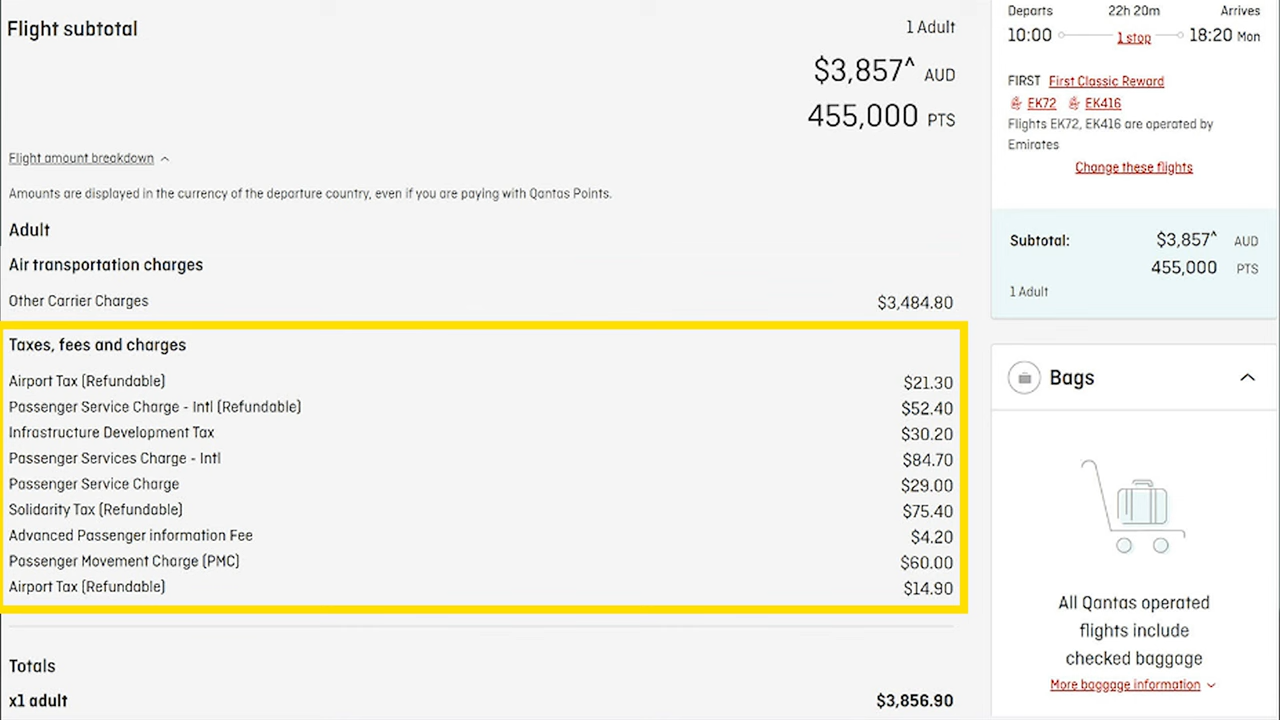 Flight subtotal
1 Adult
$3,857^ AUD
455,000 PTS
Flight amount breakdown
Amounts are displayed in the currency of the departure country, even if you are paying with Qantas Points.
Adult
Air transportation charges
Other Carrier Charges $3,484.80
Taxes, fees and charges
Airport Tax (Refundable) $21.30
Passenger Service Charge - Intl (Refundable) $52.40
Infrastructure Development Tax $30.20
Passenger Services Charge - Intl $84.70
Passenger Service Charge $29.00
Solidarity Tax (Refundable) $75.40
Advanced Passenger information Fee $4.20
Passenger Movement Charge (PMC) $60.00
Airport Tax (Refundable) $14.90
Totals
x1 adult $3,856.90
Departs 22h 20m Arrives
10:00 1 stop 18:20 Mon
FIRST First Classic Reward
EK72 EK416
Flights EK72, EK416 are operated by
Emirates
Change these flights
Subtotal: $3,857^ AUD
455,000 PTS
1 Adult
Bags
All Qantas operated
flights include
checked baggage
More baggage information